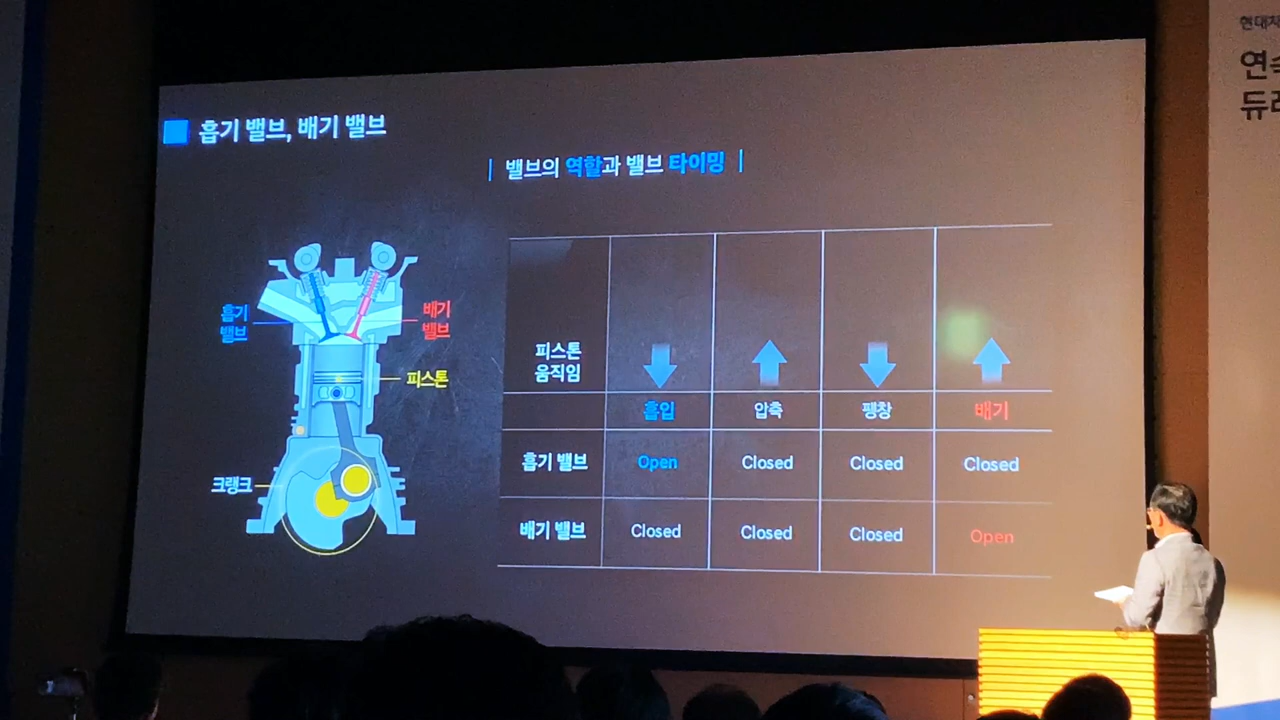 현대차
흡기 밸브, 배기 밸브
밸브의 역할과 밸브 타이밍
흡기
밸브
배기
밸브
피스톤
크랭크
피스톤
움직임
흡입 압축 팽창 배기
흡기 밸브 Open Closed Closed Closed
배기 밸브 Closed Closed Closed Open